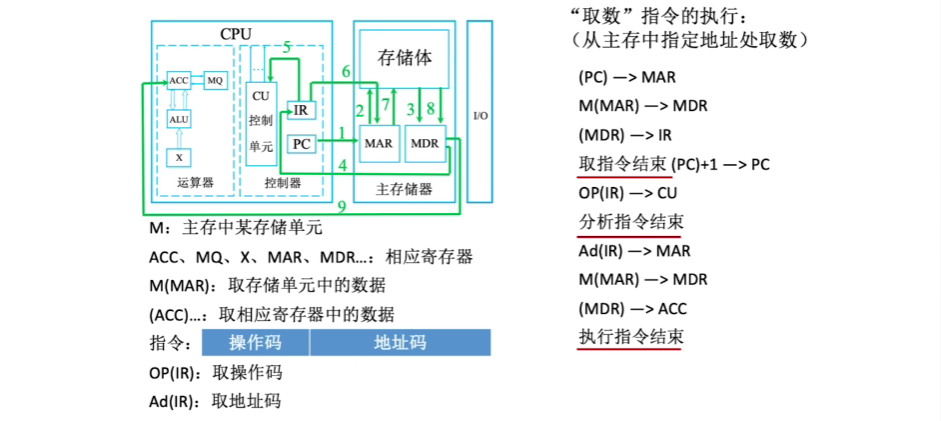 CPU
ACC
MQ
ALU
X
运算器
CU
控制
单元
IR
PC
控制器
存储体
MAR
MDR
主存储器
I/O
1
2
3
4
5
6
7
8
9
M：主存中某存储单元
ACC、MQ、X、MAR、MDR...：相应寄存器
M(MAR)：取存储单元中的数据
(ACC)...：取相应寄存器中的数据
指令： 操作码 地址码
OP(IR)：取操作码
Ad(IR)：取地址码
“取数”指令的执行：
（从主存中指定地址处取数）
(PC) —> MAR
M(MAR) —> MDR
(MDR) —> IR
取指令结束 (PC)+1 —> PC
OP(IR) —> CU
分析指令结束
Ad(IR) —> MAR
M(MAR) —> MDR
(MDR) —> ACC
执行指令结束